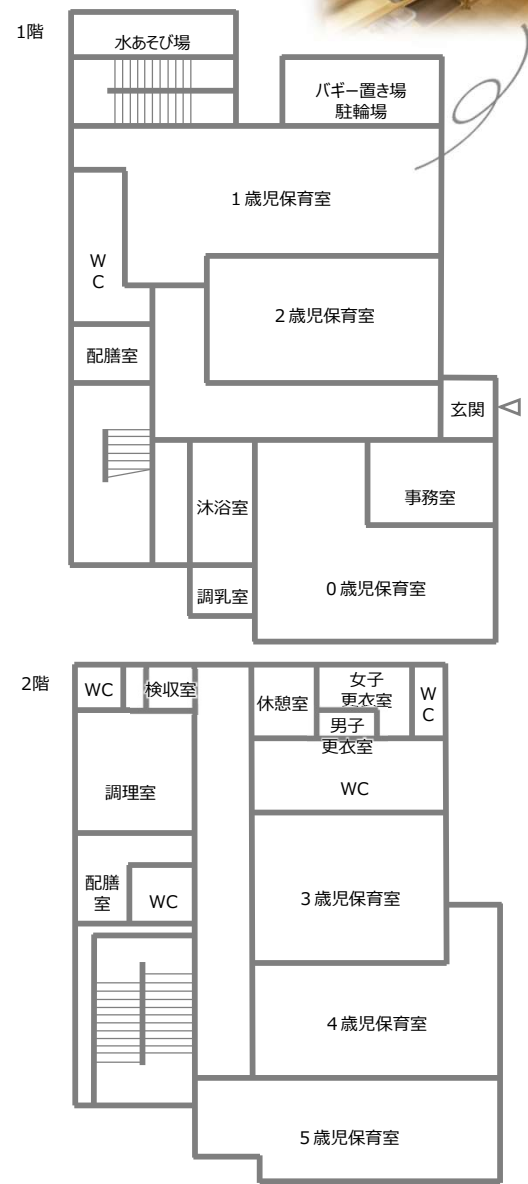 1階
水あそび場
バギー置き場
駐輪場
１歳児保育室
W
C
２歳児保育室
配膳室
玄関
事務室
沐浴室
０歳児保育室
調乳室
2階
WC
検収室
休憩室
女子
更衣室
W
C
男子
更衣室
調理室
WC
配膳
室
WC
３歳児保育室
４歳児保育室
５歳児保育室